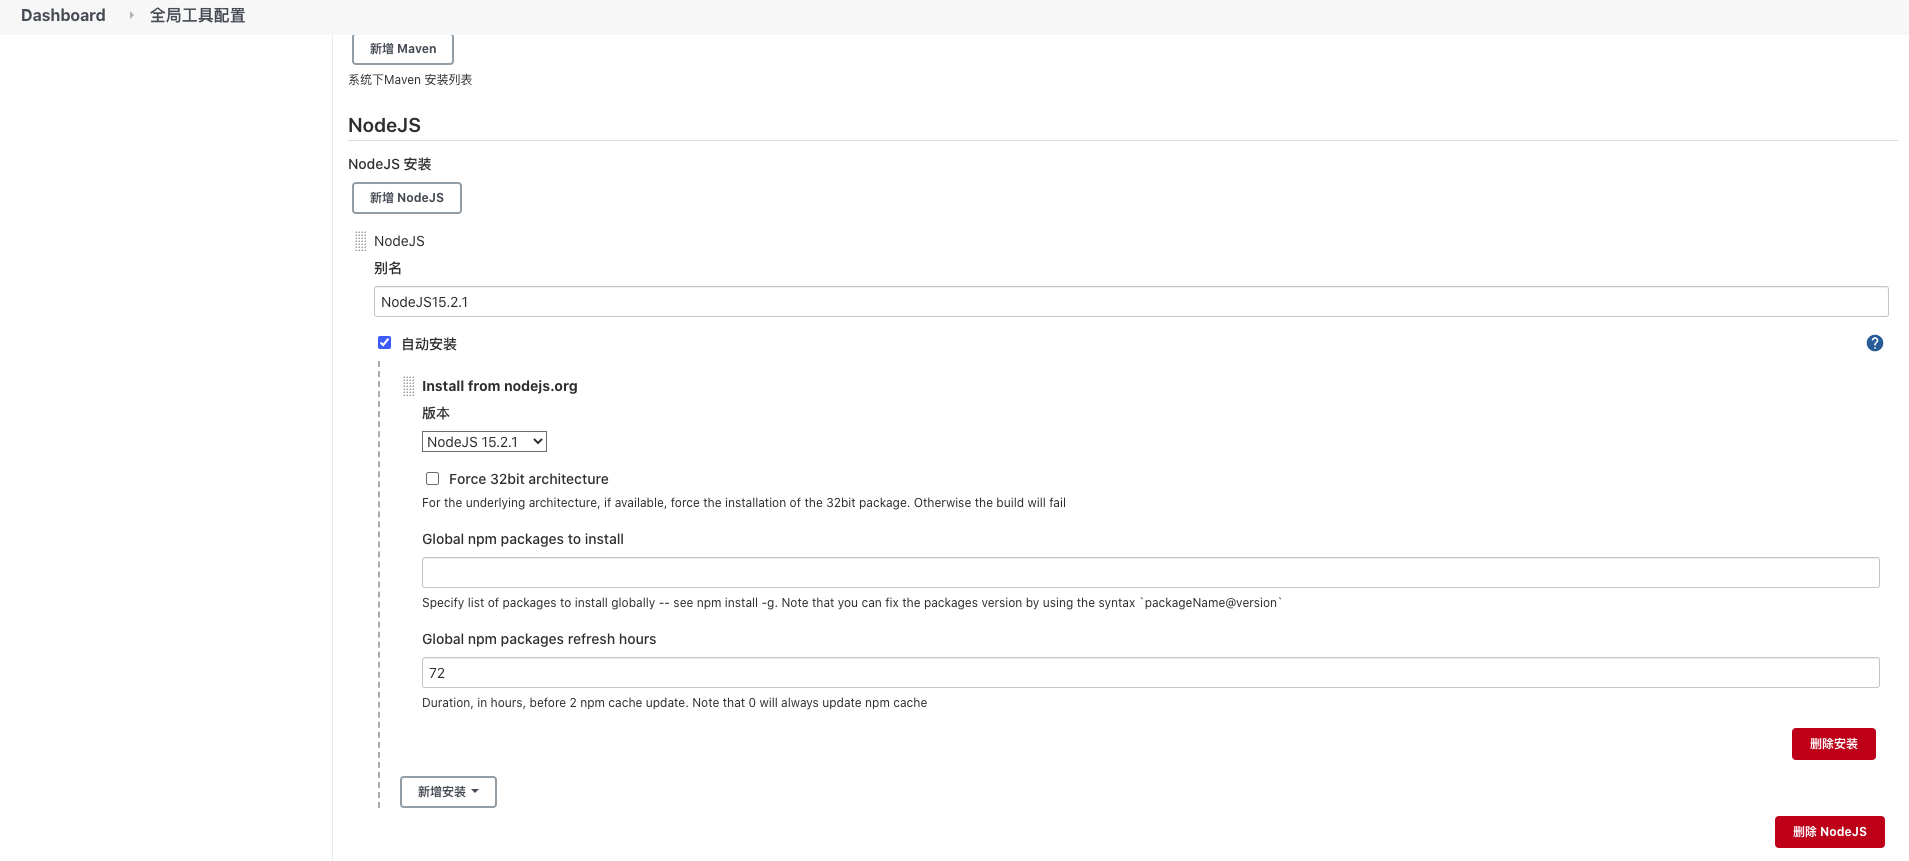 Dashboard
全局工具配置
新增 Maven
系统下Maven 安装列表
NodeJS
NodeJS 安装
新增 NodeJS
NodeJS
别名
NodeJS15.2.1
自动安装
?
Install from nodejs.org
版本
NodeJS 15.2.1
Force 32bit architecture
For the underlying architecture, if available, force the installation of the 32bit package. Otherwise the build will fail
Global npm packages to install
Specify list of packages to install globally -- see npm install -g. Note that you can fix the packages version by using the syntax `packageName@version`
Global npm packages refresh hours
72
Duration, in hours, before 2 npm cache update. Note that 0 will always update npm cache
删除安装
新增安装
删除 NodeJS